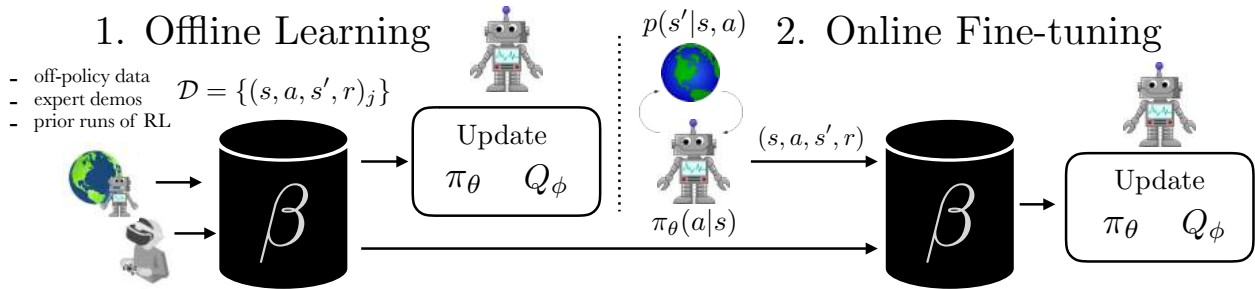 1. Offline Learning
- off-policy data
- expert demos
- prior runs of RL
𝒟 = {(s, a, s′, r)ⱼ}
β
Update
π_θ Q_ϕ
p(s′|s, a)
π_θ(a|s)
2. Online Fine-tuning
(s, a, s′, r)
β
Update
π_θ Q_ϕ